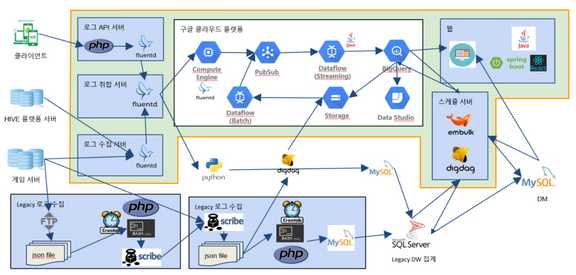 클라이언트
HIVE 플랫폼 서버
게임 서버
로그 API 서버
php
fluentd
로그 취합 서버
fluentd
로그 수집 서버
fluentd
구글 클라우드 플랫폼
Compute Engine
fluentd
PubSub
Dataflow
(Streaming)
Java
BigQuery
Dataflow
(Batch)
Storage
Data Studio
웹
Java
spring
boot
React
스케줄 서버
embulk
digdag
python
digdag
MySQL
MySQL
DM
Legacy 로그 수집
FTP
json file
php
Crontab
BASH
scribe
Legacy 로그 수집
scribe
json file
Crontab
BASH
php
MySQL
SQL Server
Legacy DW 집계